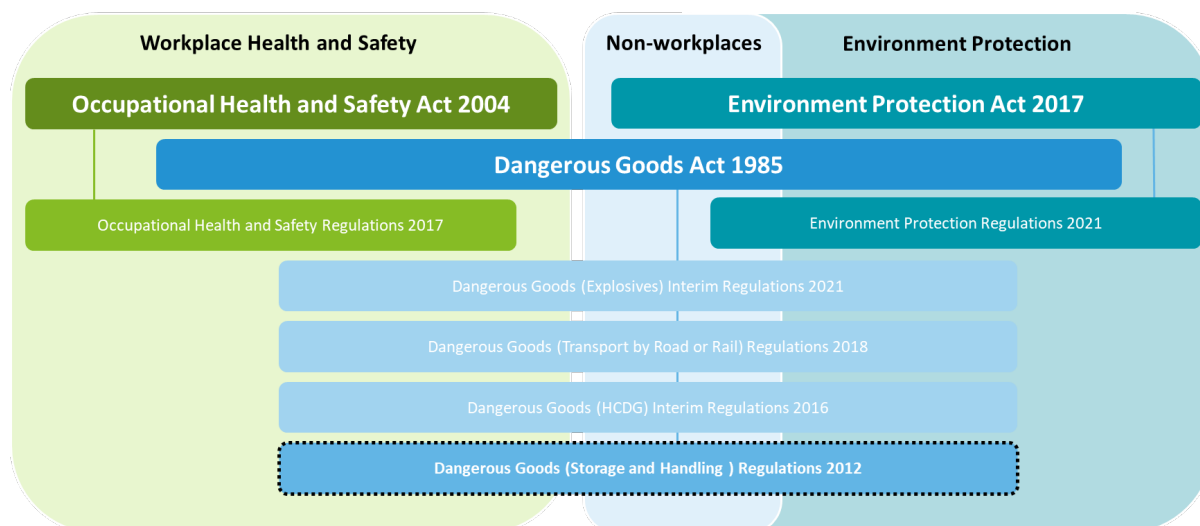 Workplace Health and Safety
Non-workplaces
Environment Protection
Occupational Health and Safety Act 2004
Environment Protection Act 2017
Dangerous Goods Act 1985
Occupational Health and Safety Regulations 2017
Environment Protection Regulations 2021
Dangerous Goods (Explosives) Interim Regulations 2021
Dangerous Goods (Transport by Road or Rail) Regulations 2018
Dangerous Goods (HCDG) Interim Regulations 2016
Dangerous Goods (Storage and Handling ) Regulations 2012